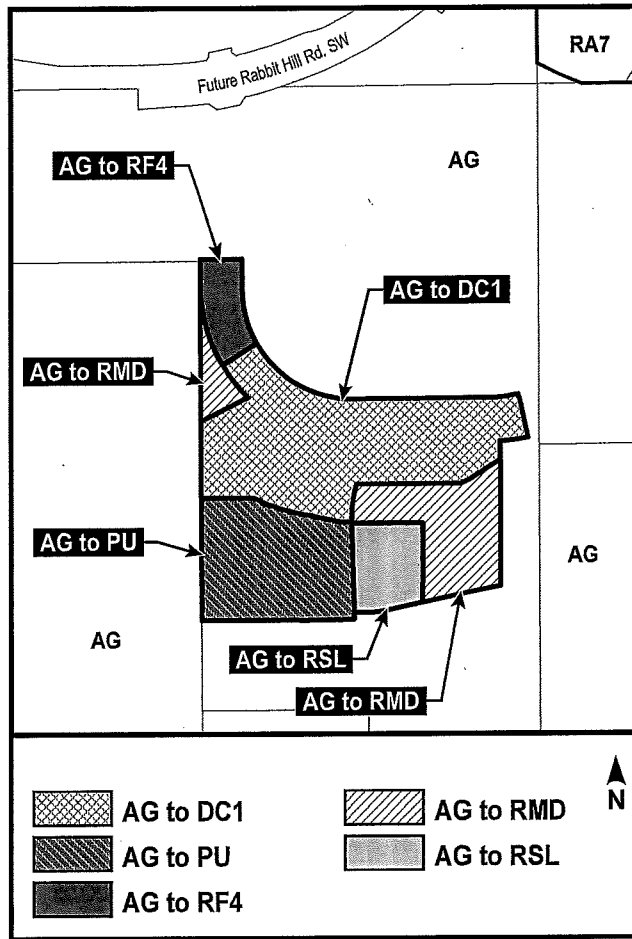 RA7
Future Rabbit Hill Rd. SW
AG to RF4
AG
AG to DC1
AG to RMD
AG to PU
AG
AG
AG to RSL
AG to RMD
AG to DC1
AG to RMD
N
AG to PU
AG to RSL
AG to RF4